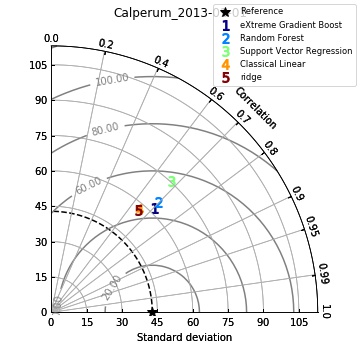 Calperum_2013-
Reference
1 eXtreme Gradient Boost
2 Random Forest
3 Support Vector Regression
4 Classical Linear
5 ridge
0.0
0.2
0.4
0.6
0.7
0.8
0.9
0.95
0.99
1.0
Correlation
105
90
75
60
45
30
15
0
100.00
80.00
60.00
20.00
3
2
1
5
0 15 30 45 60 75 90 105
Standard deviation